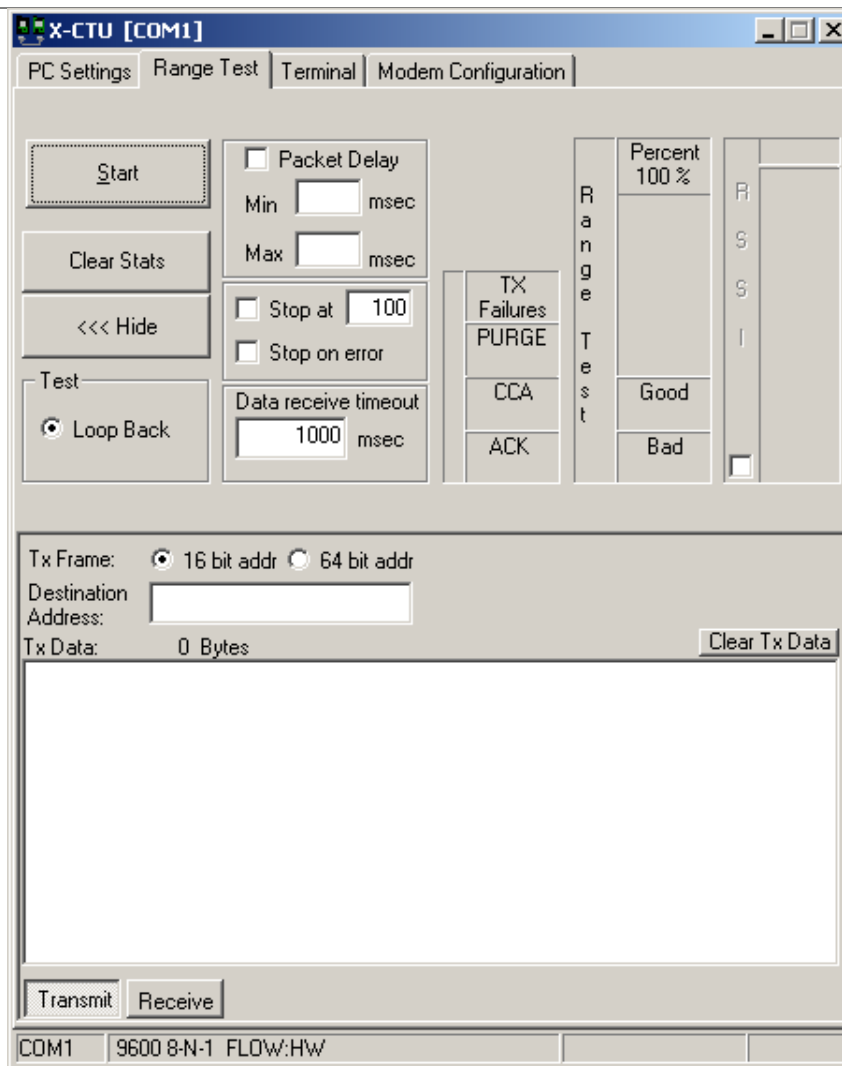 X-CTU [COM1]
PC Settings Range Test Terminal Modem Configuration
Start
Clear Stats
<<< Hide
Test
Loop Back
Packet Delay
Min msec
Max msec
Stop at 100
Stop on error
Data receive timeout
1000 msec
TX
Failures
PURGE
CCA
ACK
Range Test
Percent
100 %
Good
Bad
RSSI
Tx Frame: 16 bit addr 64 bit addr
Destination
Address:
Tx Data: 0 Bytes Clear Tx Data
Transmit Receive
COM1 9600 8-N-1 FLOW:HW